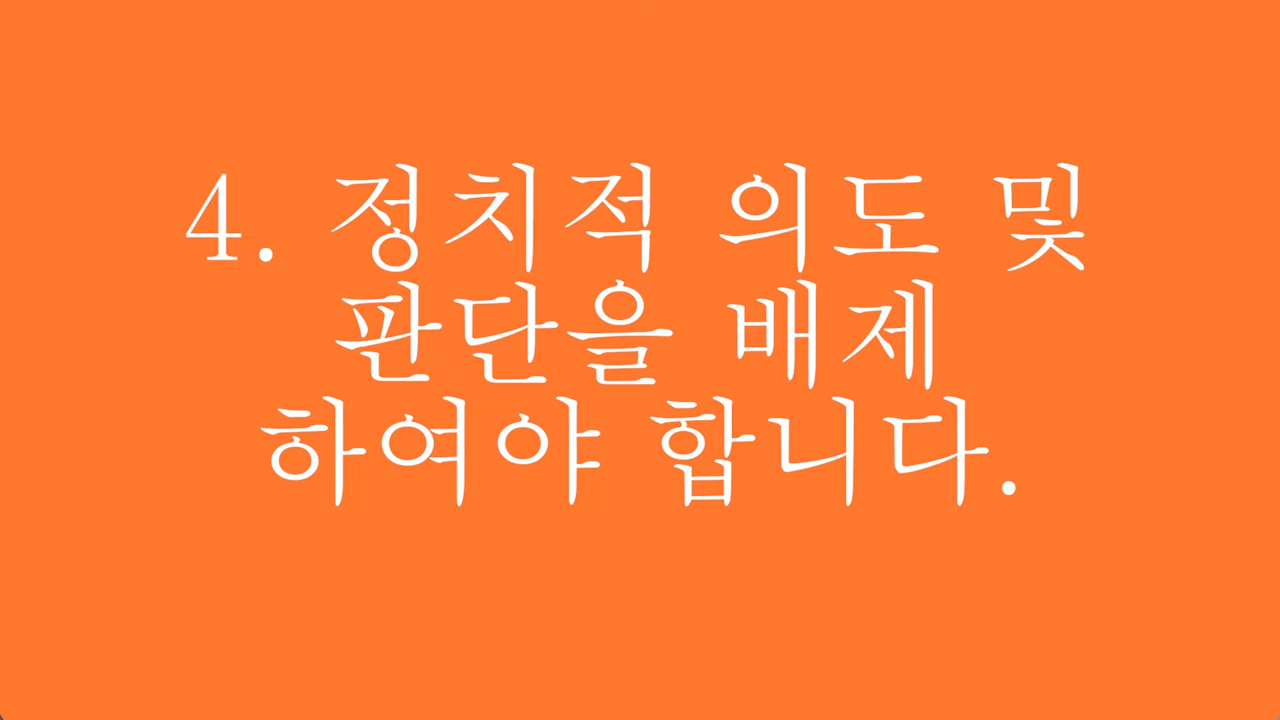 4. 정치적 의도 및
판단을 배제
하여야 합니다.